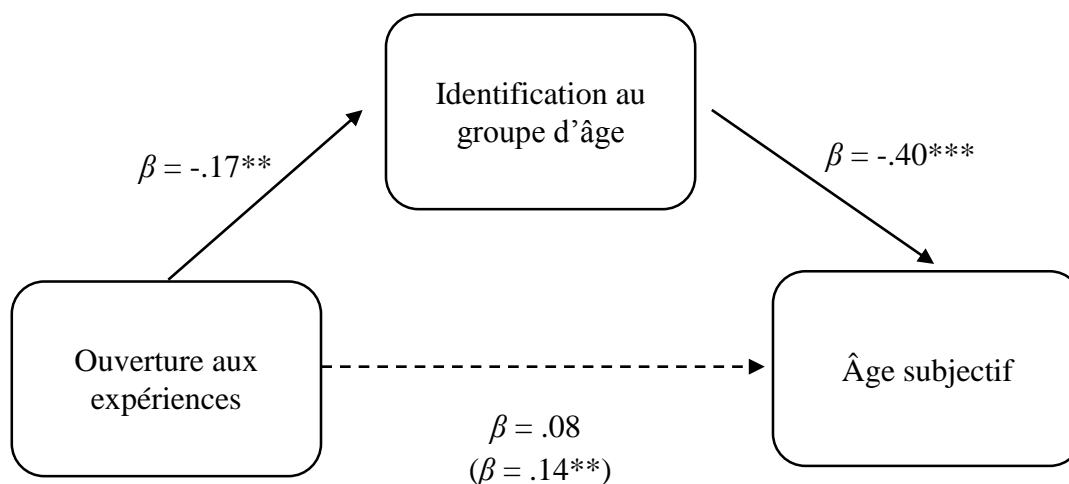 Identification au
groupe d’âge
β = -.17**
β = -.40***
Ouverture aux
expériences
Âge subjectif
β = .08
(β = .14**)